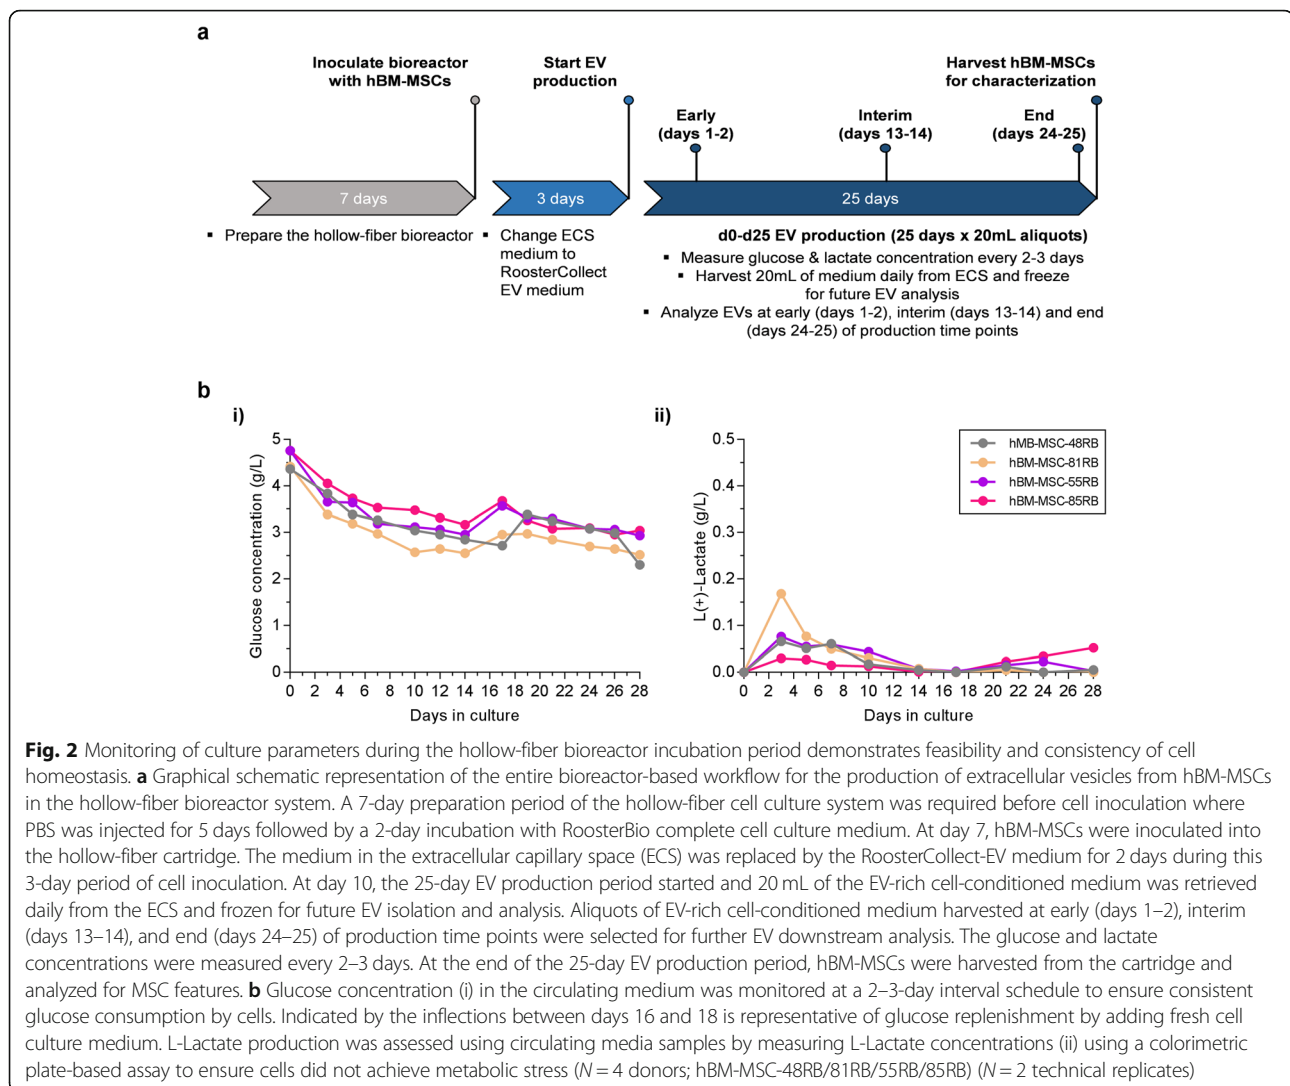 a
Inoculate bioreactor
with hBM-MSCs
Start EV
production
Harvest hBM-MSCs
for characterization
Early
(days 1-2)
Interim
(days 13-14)
End
(days 24-25)
7 days
3 days
25 days
▪ Prepare the hollow-fiber bioreactor
▪ Change ECS
medium to
RoosterCollect
EV medium
d0-d25 EV production (25 days x 20mL aliquots)
▪ Measure glucose & lactate concentration every 2-3 days
▪ Harvest 20mL of medium daily from ECS and freeze
for future EV analysis
▪ Analyze EVs at early (days 1-2), interim (days 13-14) and end
(days 24-25) of production time points
b
i)
5
4
3
2
1
0
Glucose concentration (g/L)
0 2 4 6 8 10 12 14 16 18 20 22 24 26 28
Days in culture
ii)
0.5
0.4
0.3
0.2
0.1
0.0
L(+)-Lactate (g/L)
0 2 4 6 8 10 12 14 16 18 20 22 24 26 28
Days in culture
hMB-MSC-48RB
hBM-MSC-81RB
hBM-MSC-55RB
hBM-MSC-85RB
Fig. 2 Monitoring of culture parameters during the hollow-fiber bioreactor incubation period demonstrates feasibility and consistency of cell
homeostasis. a Graphical schematic representation of the entire bioreactor-based workflow for the production of extracellular vesicles from hBM-MSCs
in the hollow-fiber bioreactor system. A 7-day preparation period of the hollow-fiber cell culture system was required before cell inoculation where
PBS was injected for 5 days followed by a 2-day incubation with RoosterBio complete cell culture medium. At day 7, hBM-MSCs were inoculated into
the hollow-fiber cartridge. The medium in the extracellular capillary space (ECS) was replaced by the RoosterCollect-EV medium for 2 days during this
3-day period of cell inoculation. At day 10, the 25-day EV production period started and 20 mL of the EV-rich cell-conditioned medium was retrieved
daily from the ECS and frozen for future EV isolation and analysis. Aliquots of EV-rich cell-conditioned medium harvested at early (days 1–2), interim
(days 13–14), and end (days 24–25) of production time points were selected for further EV downstream analysis. The glucose and lactate
concentrations were measured every 2–3 days. At the end of the 25-day EV production period, hBM-MSCs were harvested from the cartridge and
analyzed for MSC features. b Glucose concentration (i) in the circulating medium was monitored at a 2–3-day interval schedule to ensure consistent
glucose consumption by cells. Indicated by the inflections between days 16 and 18 is representative of glucose replenishment by adding fresh cell
culture medium. L-Lactate production was assessed using circulating media samples by measuring L-Lactate concentrations (ii) using a colorimetric
plate-based assay to ensure cells did not achieve metabolic stress (N = 4 donors; hBM-MSC-48RB/81RB/55RB/85RB) (N = 2 technical replicates)